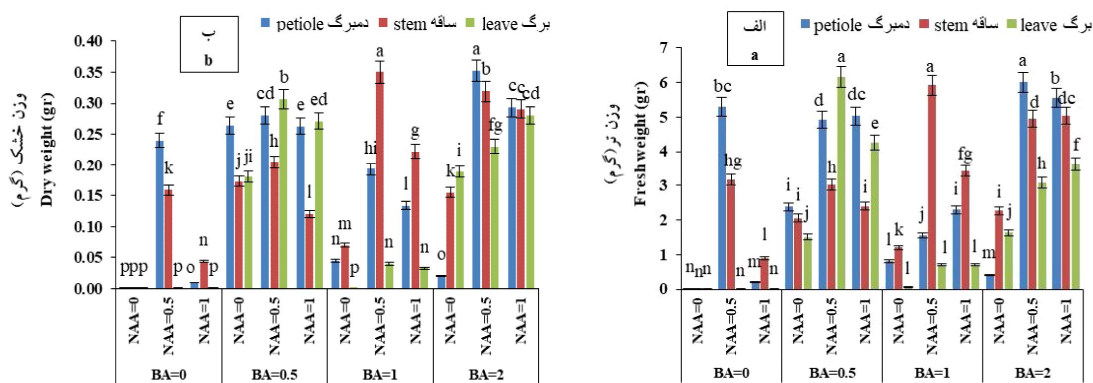 ب
b
petiole دمبرگ stem ساقه leave برگ
وزن خشک (گرم)
Dry weight (gr)
0.40
0.35
0.30
0.25
0.20
0.15
0.10
0.05
0.00
p p p f k p o n p
e j ji cd h b e l ed
n m p hi a n l g n
o k i a b fg cc c cd
NAA=0 NAA=0.5 NAA=1 NAA=0 NAA=0.5 NAA=1 NAA=0 NAA=0.5 NAA=1 NAA=0 NAA=0.5 NAA=1
BA=0 BA=0.5 BA=1 BA=2
الف
a
petiole دمبرگ stem ساقه leave برگ
وزن تر (گرم)
Fresh weight (gr)
7
6
5
4
3
2
1
0
n n n bc hg n m l n
i i j d h a dc i e
l k l j a l i fg l
m i j a d h b dc f
NAA=0 NAA=0.5 NAA=1 NAA=0 NAA=0.5 NAA=1 NAA=0 NAA=0.5 NAA=1 NAA=0 NAA=0.5 NAA=1
BA=0 BA=0.5 BA=1 BA=2